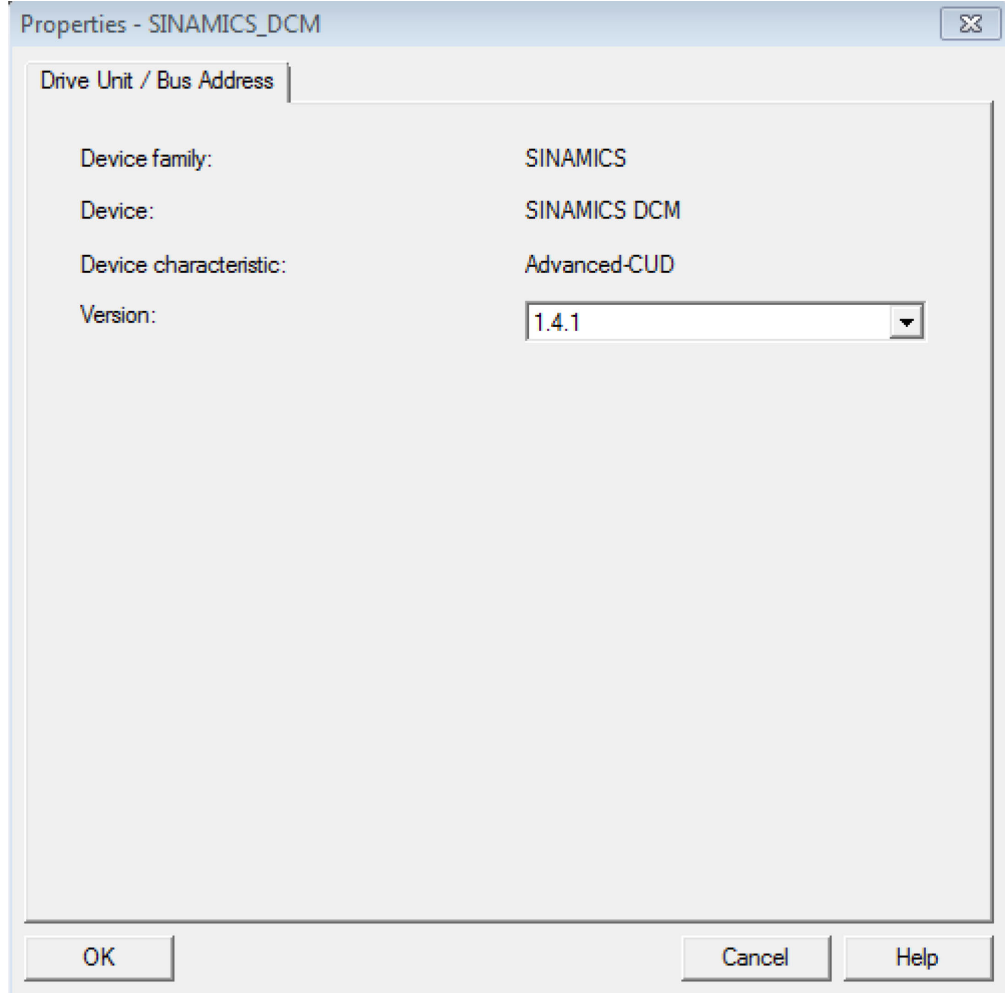 Properties - SINAMICS_DCM
Drive Unit / Bus Address
Device family: SINAMICS
Device: SINAMICS DCM
Device characteristic: Advanced-CUD
Version: 1.4.1
OK Cancel Help